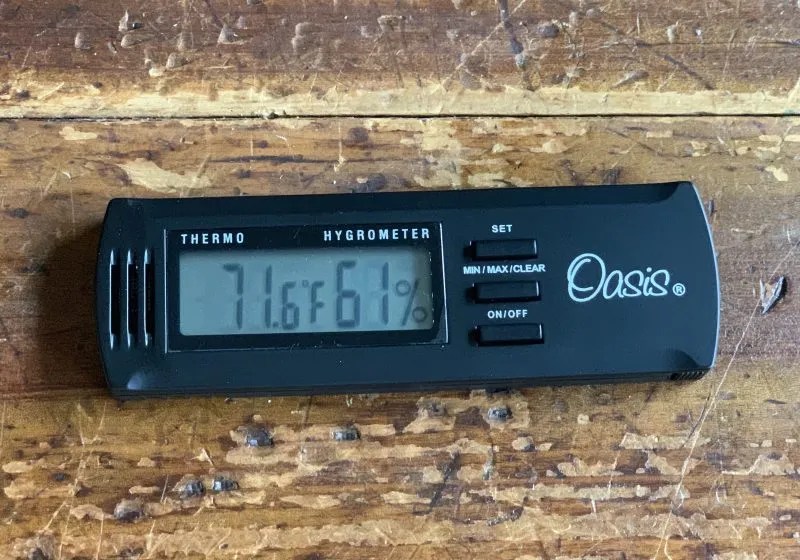 THERMO HYGROMETER
71.6°F 61%
SET
MIN/MAX/CLEAR
ON/OFF
Oasis®